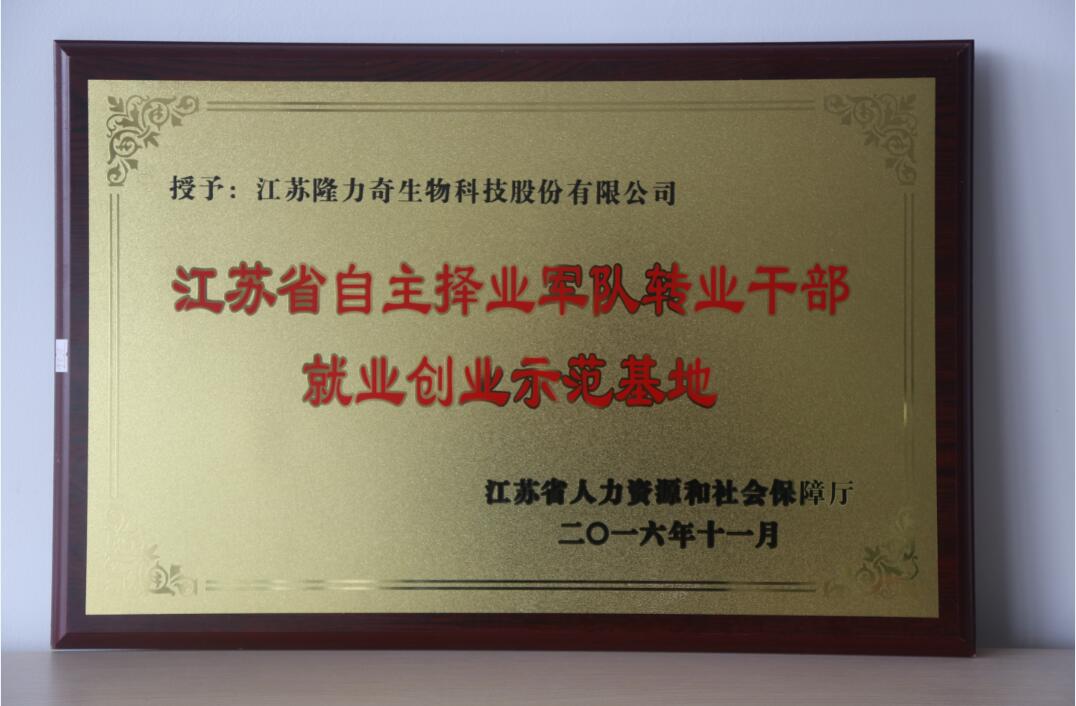 授予：江苏隆力奇生物科技股份有限公司
江苏省自主择业军队转业干部
就业创业示范基地
江苏省人力资源和社会保障厅
二〇一六年十一月